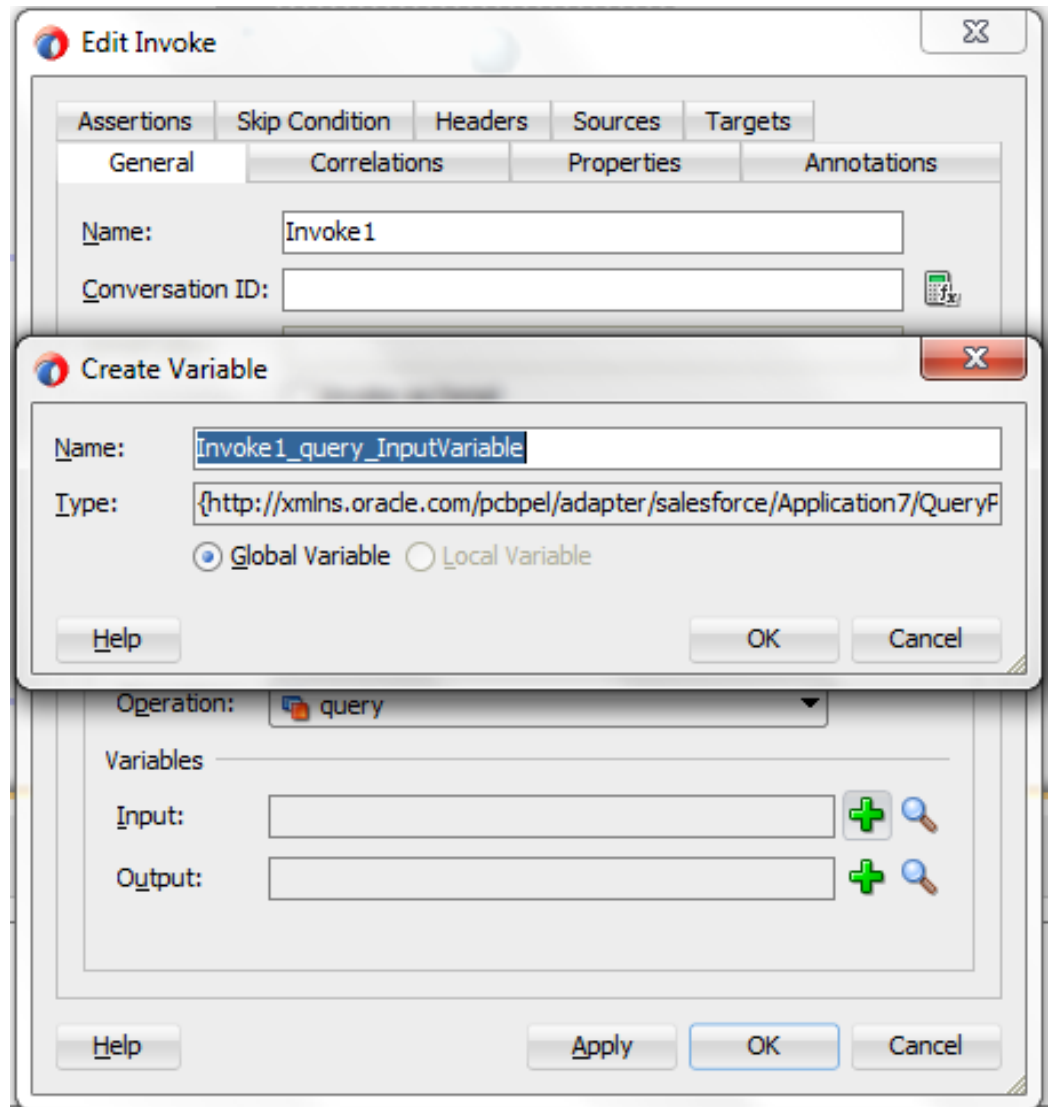 Edit Invoke
Assertions Skip Condition Headers Sources Targets
General Correlations Properties Annotations
Name: Invoke1
Conversation ID:
Create Variable
Name: Invoke1_query_InputVariable
Type: {http://xmlns.oracle.com/pcbpel/adapter/salesforce/Application7/QueryP
Global Variable Local Variable
Help OK Cancel
Operation: query
Variables
Input:
Output:
Help Apply OK Cancel